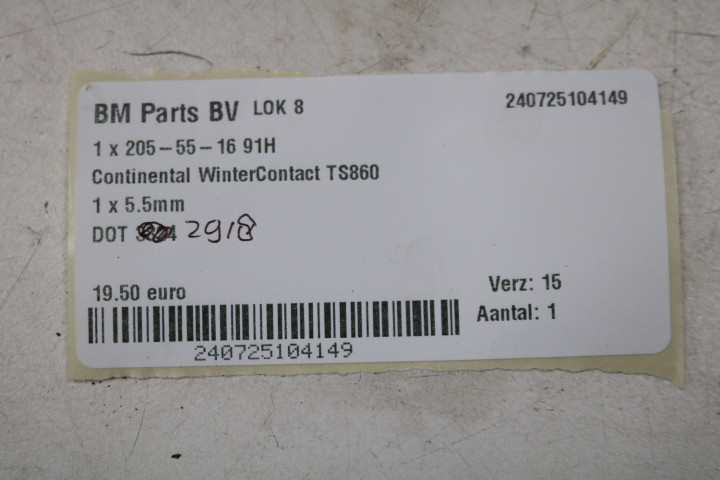 BM Parts BV LOK 8 240725104149
1 x 205-55-16 91H
Continental WinterContact TS860
1 x 5.5mm
DOT 2918
19.50 euro
Verz: 15
Aantal: 1
240725104149